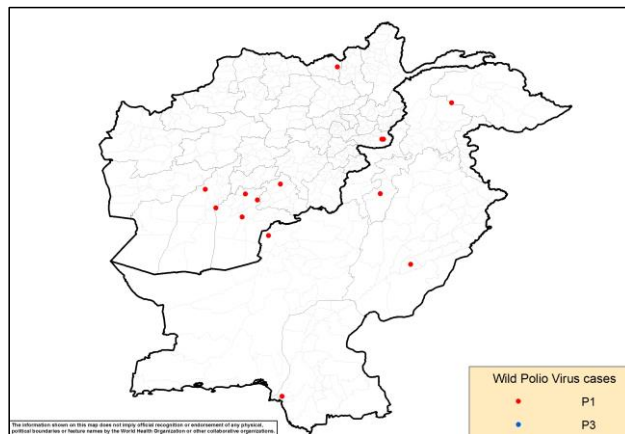 Wild Polio Virus cases
P1
P3
The information shown on this map does not imply official recognition or endorsement of any physical,
political boundaries or feature names by the World Health Organization or other collaborative organizations.